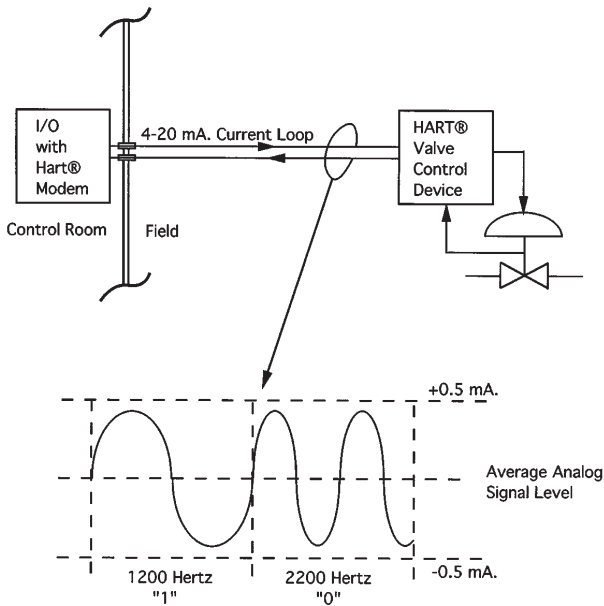 I/O
with
Hart®
Modem
4-20 mA. Current Loop
HART®
Valve
Control
Device
Control Room
Field
+0.5 mA.
Average Analog
Signal Level
-0.5 mA.
1200 Hertz
"1"
2200 Hertz
"0"